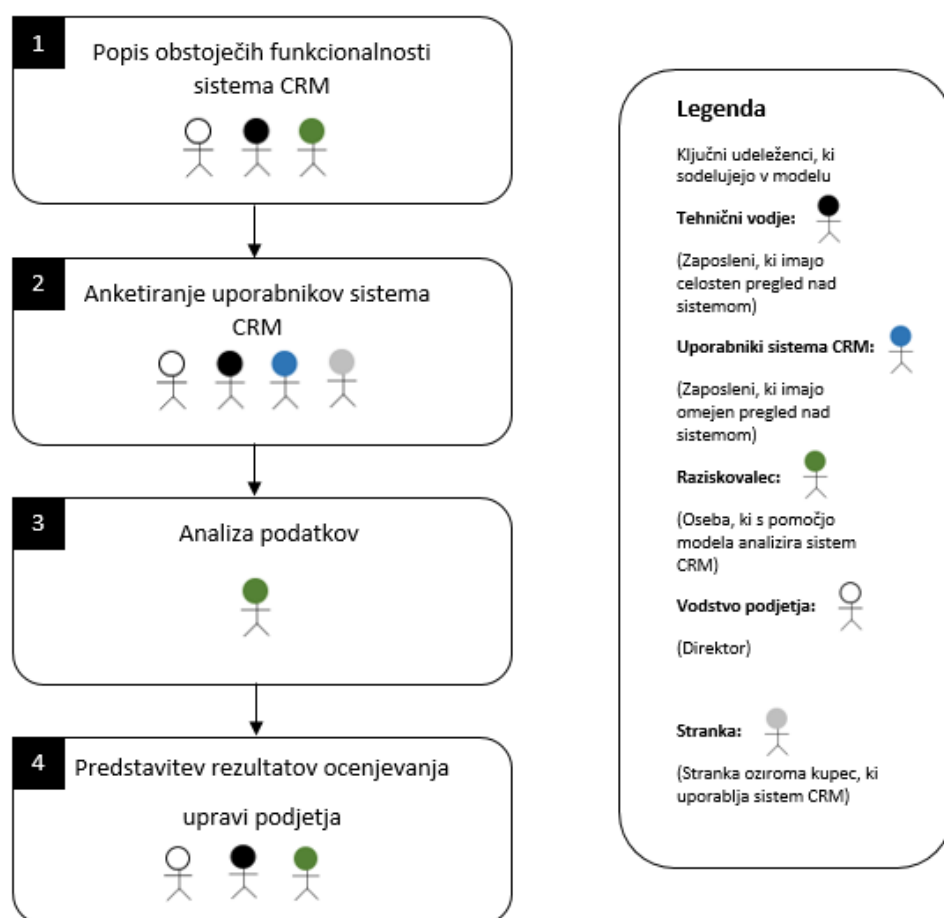 1
Popis obstoječih funkcionalnosti
sistema CRM
2
Anketiranje uporabnikov sistema
CRM
3
Analiza podatkov
4
Predstavitev rezultatov ocenjevanja
upravi podjetja
Legenda
Ključni udeleženci, ki
sodelujejo v modelu
Tehnični vodje:
(Zaposleni, ki imajo
celosten pregled nad
sistemom)
Uporabniki sistema CRM:
(Zaposleni, ki imajo
omejen pregled nad
sistemom)
Raziskovalec:
(Oseba, ki s pomočjo
modela analizira sistem
CRM)
Vodstvo podjetja:
(Direktor)
Stranka:
(Stranka oziroma kupec, ki
uporablja sistem CRM)